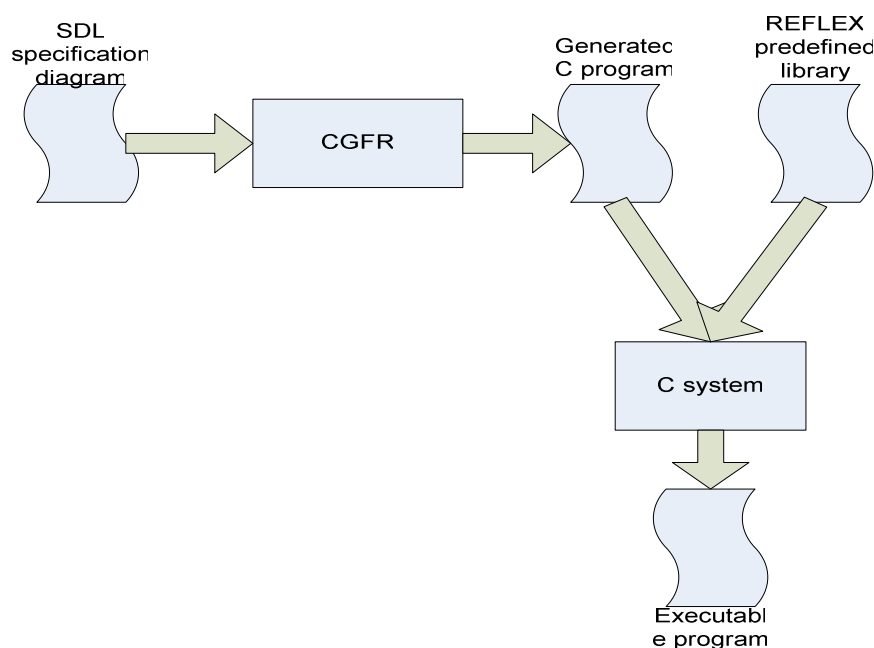 SDL
specification
diagram
CGFR
Generatec
C program
REFLEX
predefined
library
C system
Executabl
e program